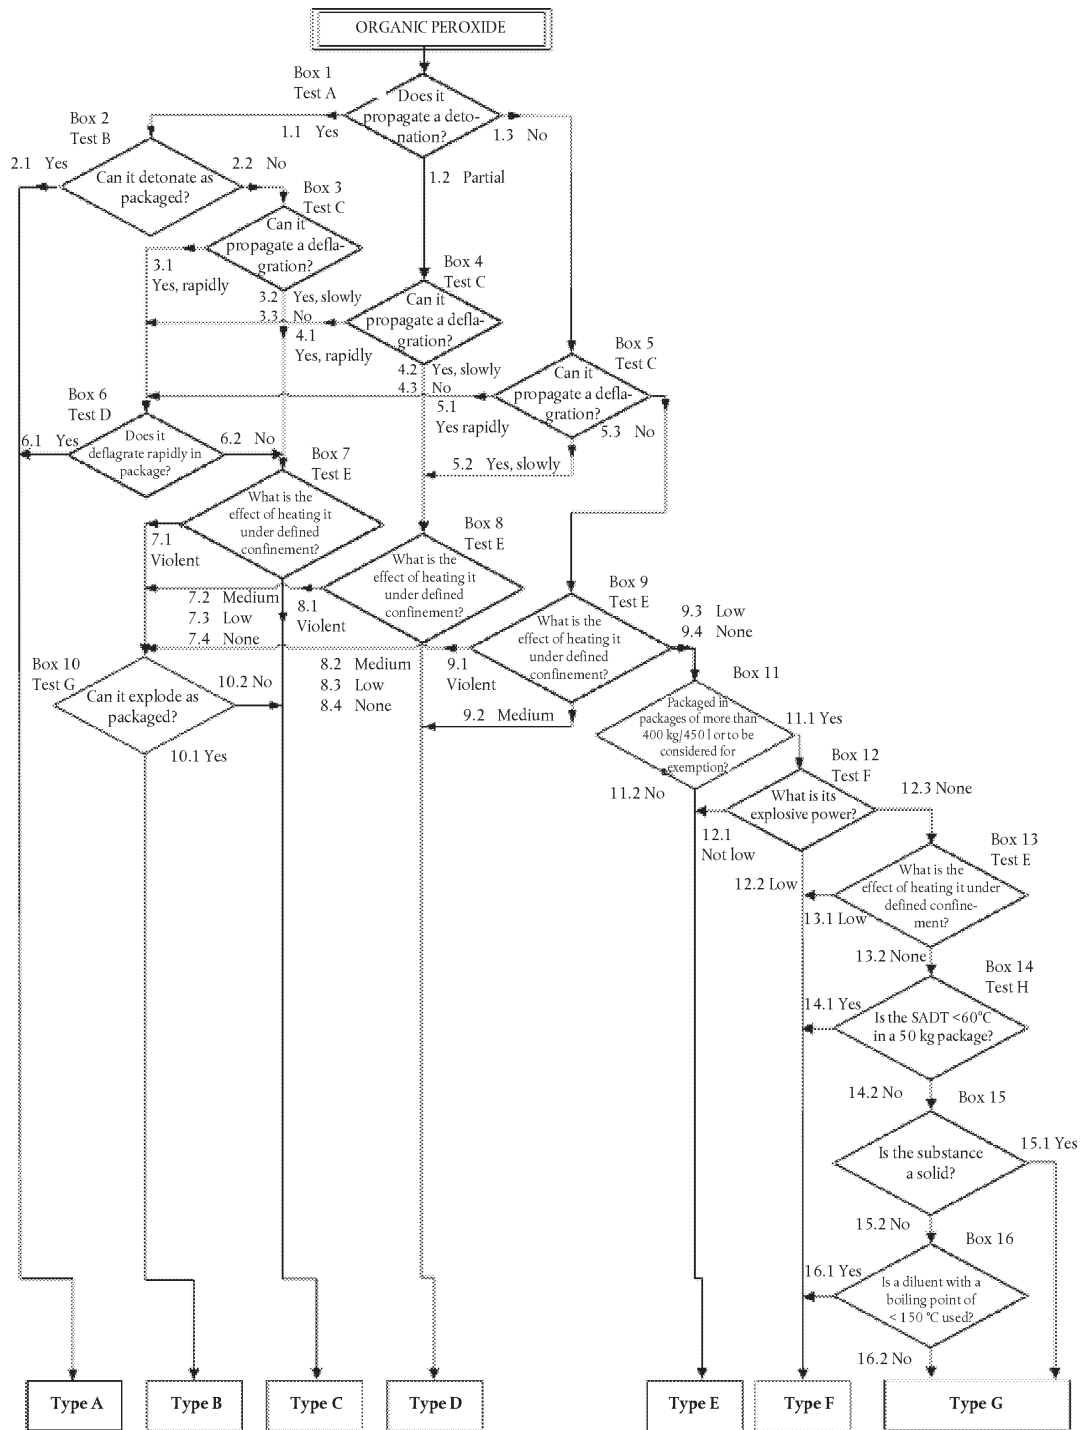 ORGANIC PEROXIDE
Box 1
Test A
Does it
propagate a deto-
nation?
1.1 Yes
1.3 No
1.2 Partial
Box 2
Test B
Can it detonate as
packaged?
2.1 Yes
2.2 No
Box 3
Test C
Can it
propagate a defla-
gration?
3.1
Yes, rapidly
3.2 Yes, slowly
3.3 No
Box 4
Test C
Can it
propagate a defla-
gration?
4.1
Yes, rapidly
4.2 Yes, slowly
4.3 No
Box 5
Test C
Can it
propagate a defla-
gration?
5.1
Yes rapidly
5.3 No
5.2 Yes, slowly
Box 6
Test D
Does it
deflagrate rapidly in
package?
6.1 Yes
6.2 No
Box 7
Test E
What is the
effect of heating it
under defined
confinement?
7.1
Violent
7.2 Medium
7.3 Low
7.4 None
Box 8
Test E
What is the
effect of heating it
under defined
confinement?
8.1
Violent
8.2 Medium
8.3 Low
8.4 None
Box 9
Test E
What is the
effect of heating it
under defined
confinement?
9.3 Low
9.4 None
9.1
Violent
9.2 Medium
Box 10
Test G
Can it explode as
packaged?
10.2 No
10.1 Yes
Box 11
Packaged in
packages of more than
400 kg/450 l or to be
considered for
exemption?
11.1 Yes
11.2 No
Box 12
Test F
What is its
explosive power?
12.3 None
12.1
Not low
12.2 Low
Box 13
Test E
What is the
effect of heating it under
defined confine-
ment?
13.1 Low
13.2 None
Box 14
Test H
Is the SADT <60°C
in a 50 kg package?
14.1 Yes
14.2 No
Box 15
Is the substance
a solid?
15.1 Yes
15.2 No
Box 16
Is a diluent with a
boiling point of
< 150 °C used?
16.1 Yes
16.2 No
Type A
Type B
Type C
Type D
Type E
Type F
Type G